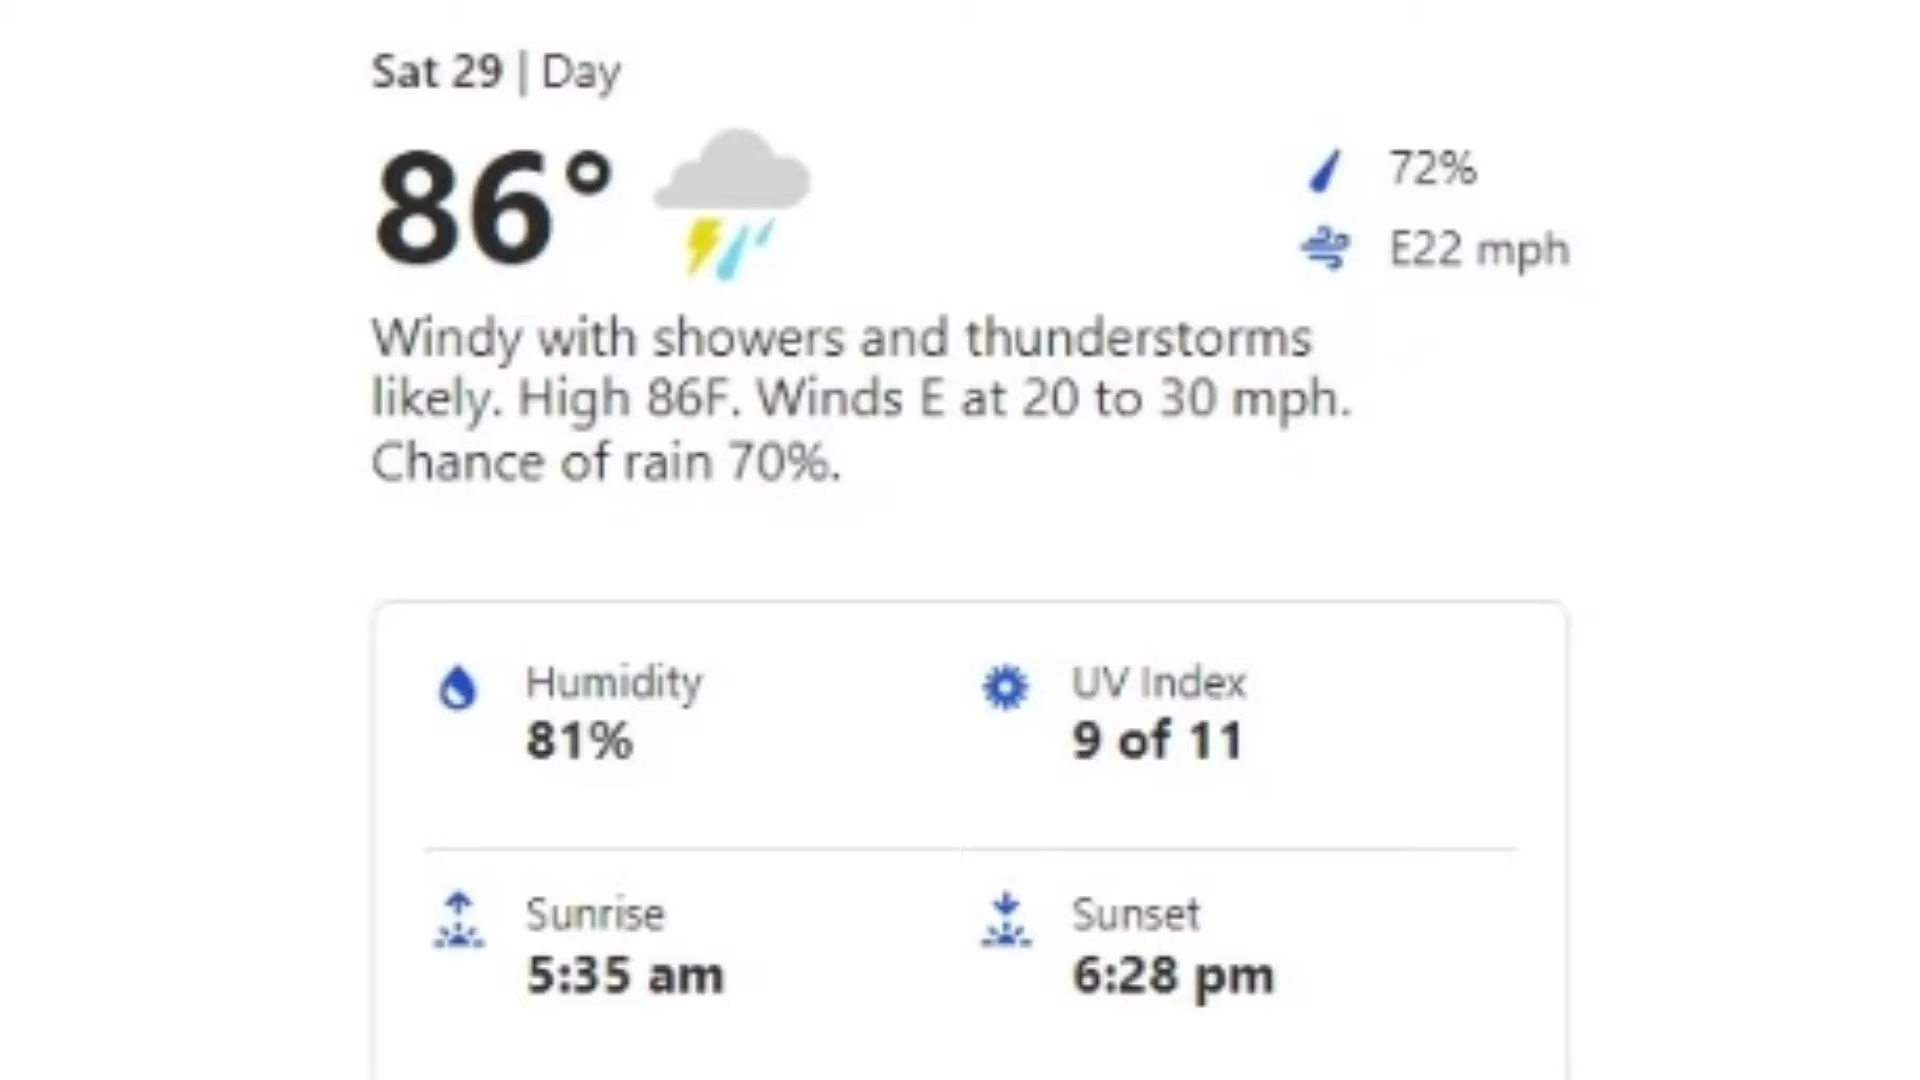 Sat 29 | Day
86°
72%
E22 mph
Windy with showers and thunderstorms
likely. High 86F. Winds E at 20 to 30 mph.
Chance of rain 70%.
Humidity
81%
UV Index
9 of 11
Sunrise
5:35 am
Sunset
6:28 pm